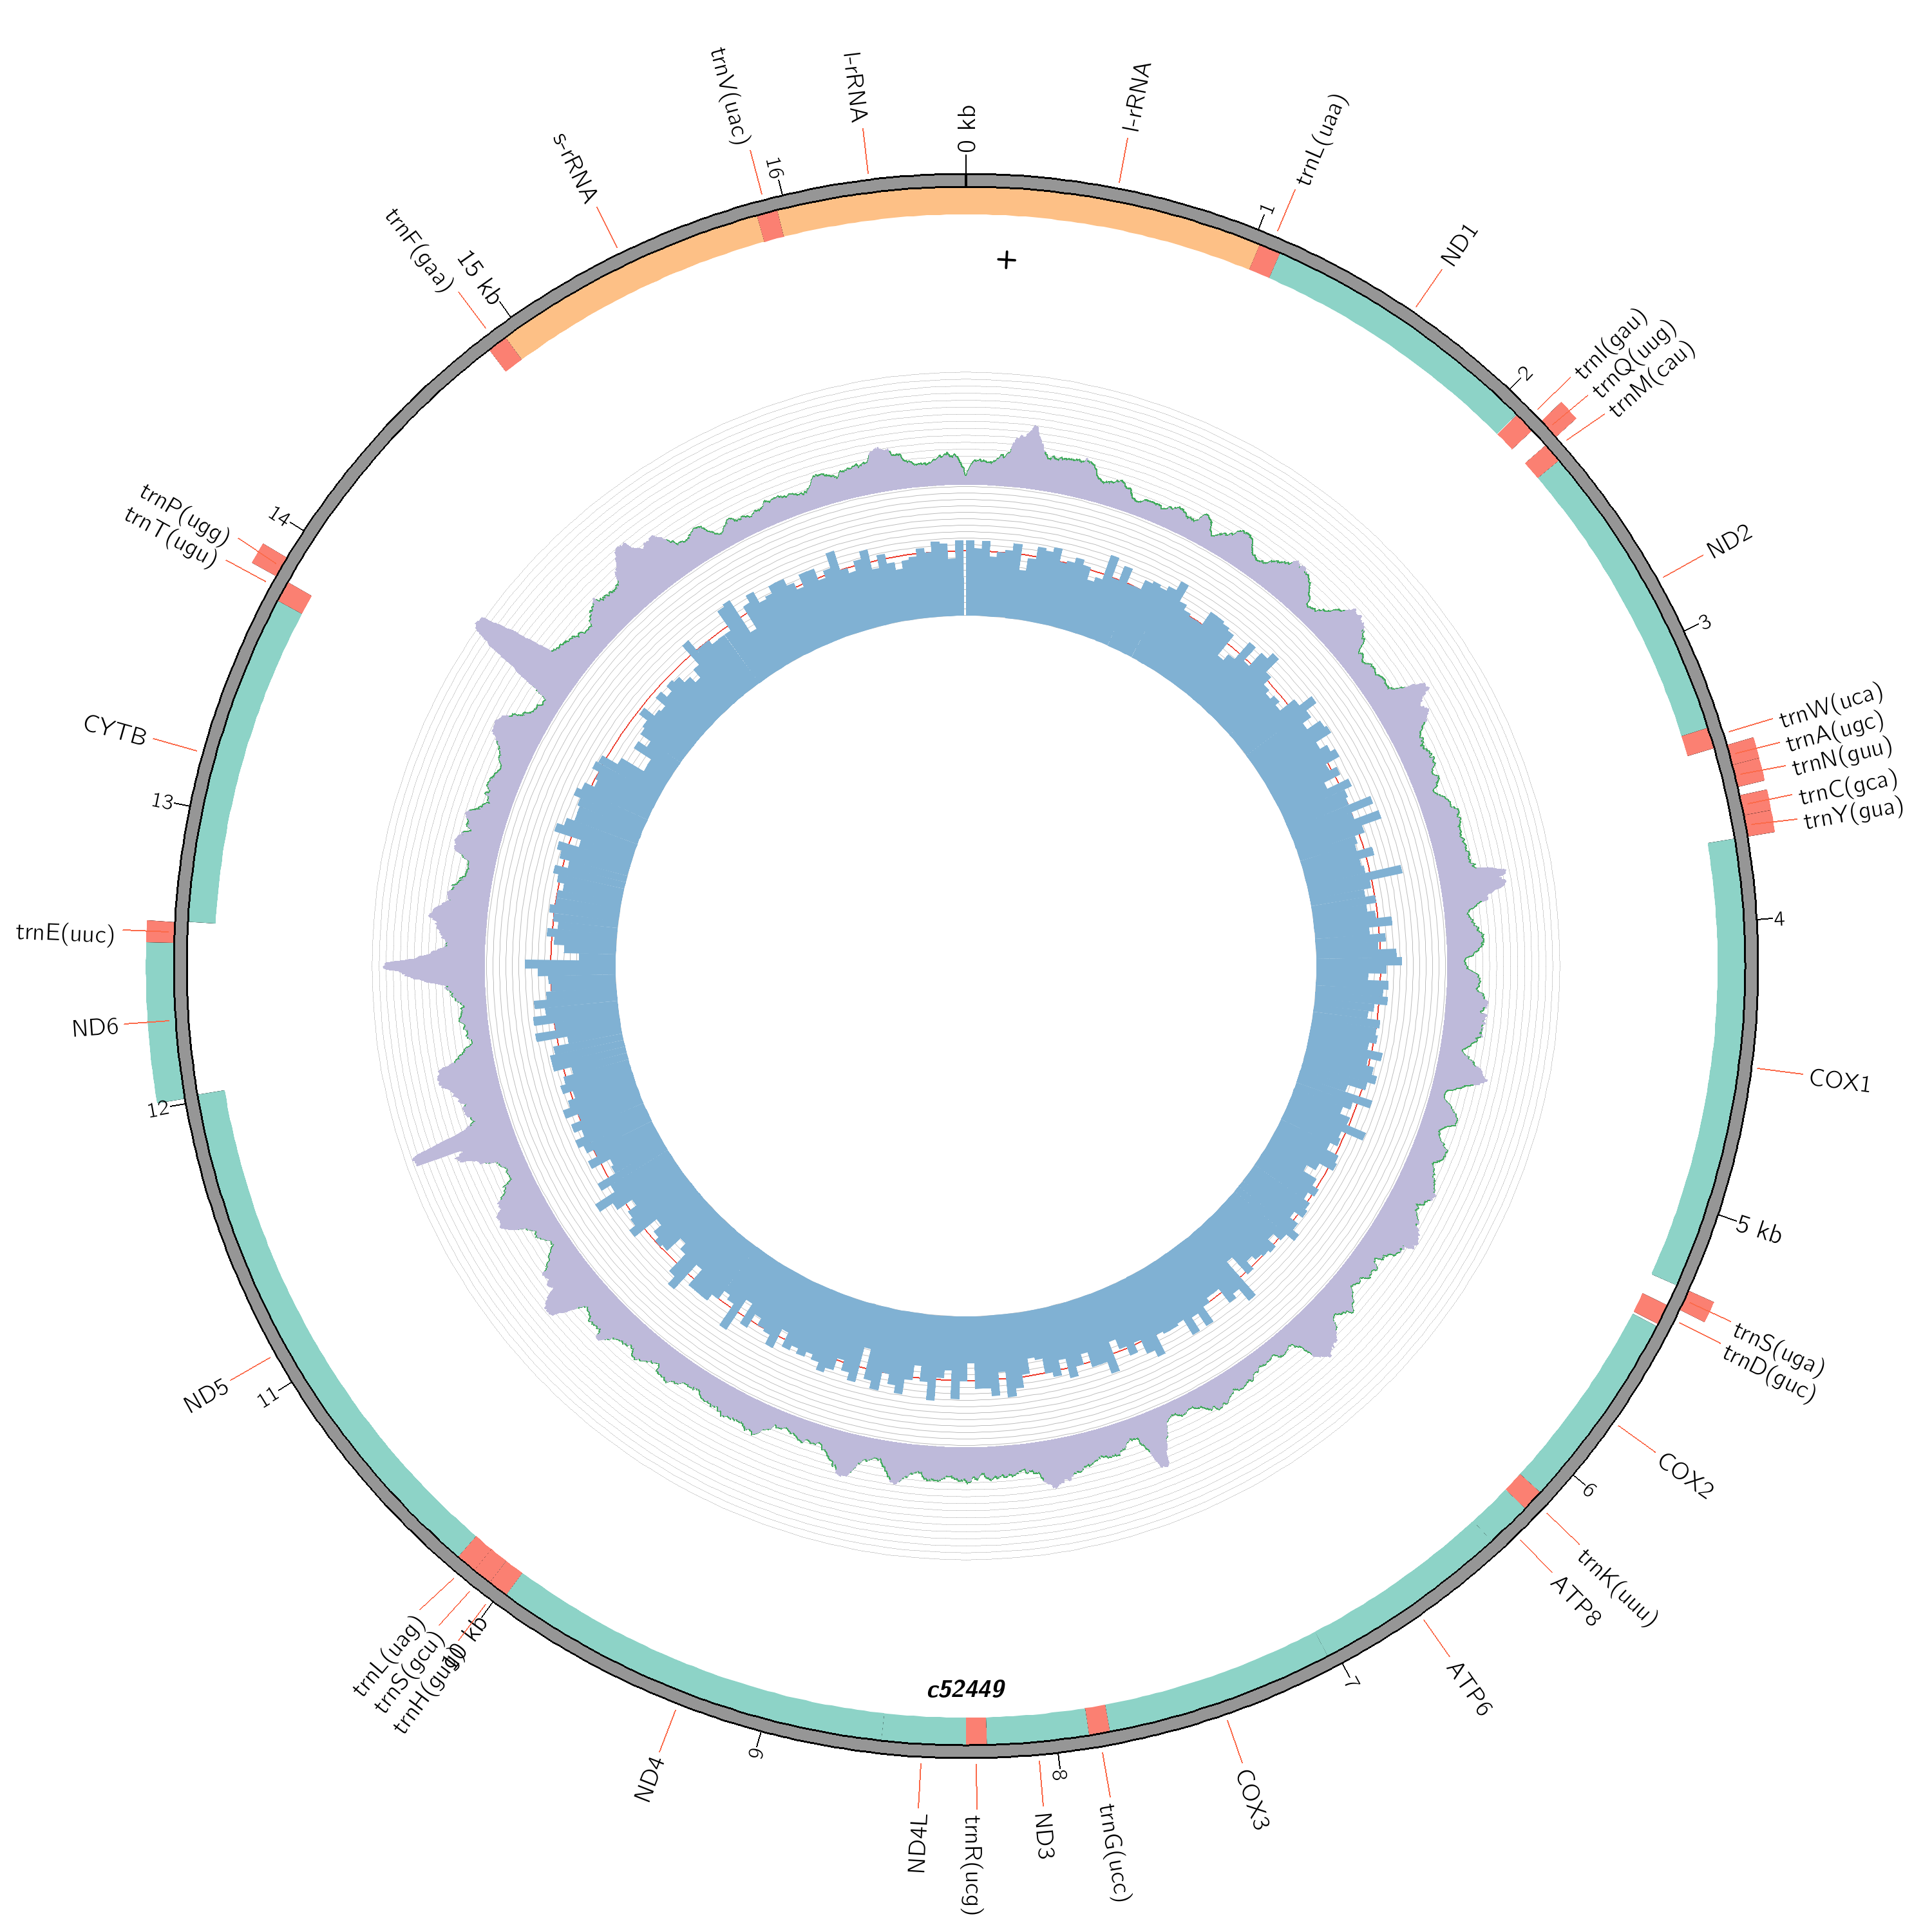 0 kb
+
l-rRNA
1
trnL(uaa)
ND1
2
trnI(gau)
trnQ(uug)
trnM(cau)
ND2
3
trnW(uca)
trnA(ugc)
trnN(guu)
trnC(gca)
trnY(gua)
4
COX1
5 kb
trnS(uga)
trnD(guc)
COX2
6
trnK(uuu)
ATP8
ATP6
7
COX3
trnG(ucc)
8
ND3
trnR(ucg)
c52449
ND4L
9
ND4
10 kb
trnH(gug)
trnS(gcu)
trnL(uag)
11
ND5
12
ND6
trnE(uuc)
13
CYTB
trnT(ugu)
trnP(ugg)
14
trnF(gaa)
15 kb
s-rRNA
trnV(uac)
16
l-rRNA